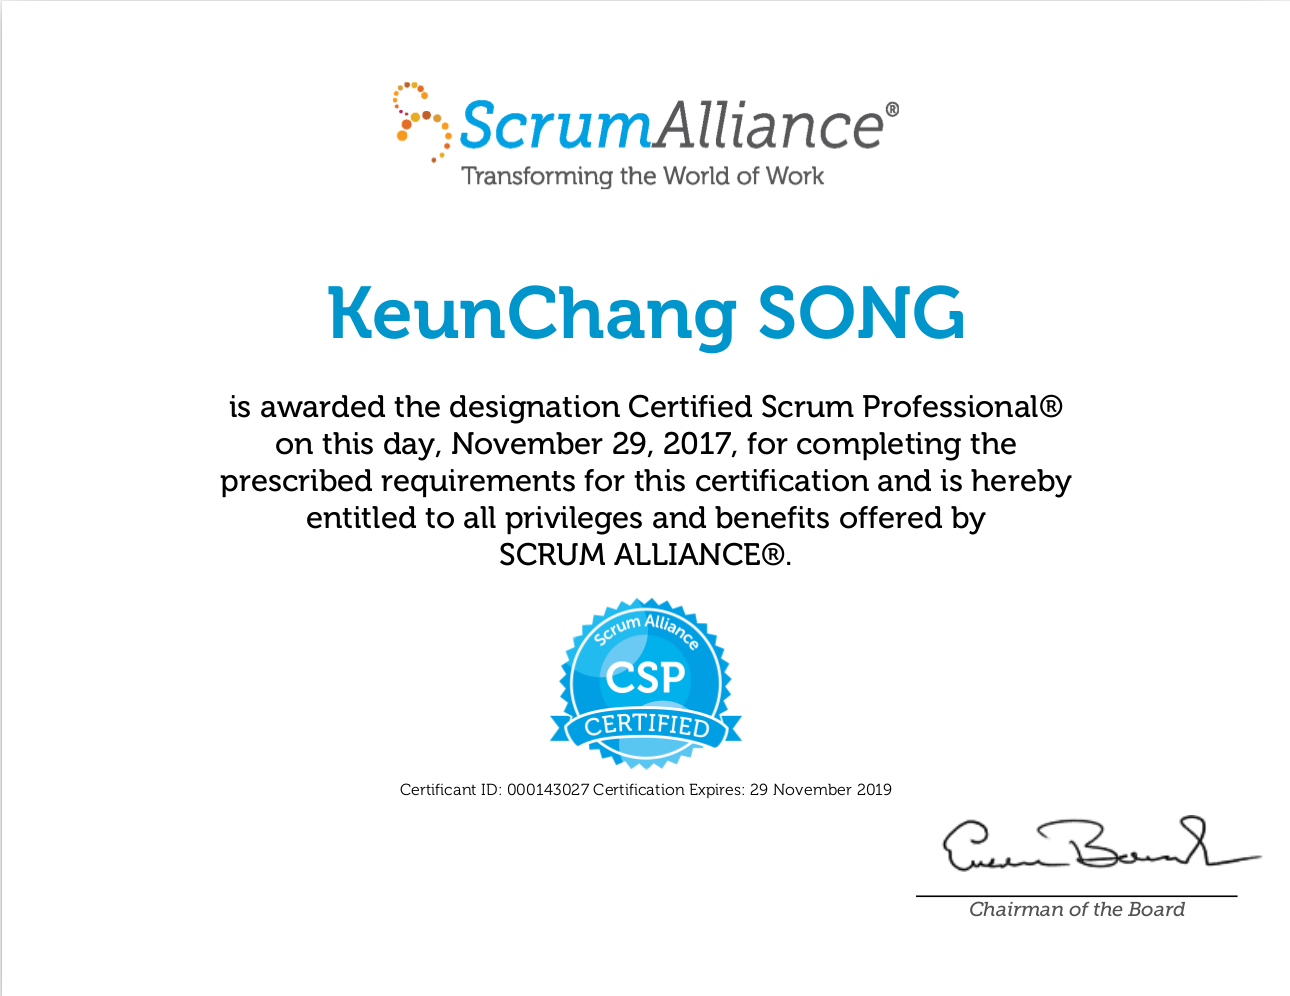 ScrumAlliance®
Transforming the World of Work
KeunChang SONG
is awarded the designation Certified Scrum Professional®
on this day, November 29, 2017, for completing the
prescribed requirements for this certification and is hereby
entitled to all privileges and benefits offered by
SCRUM ALLIANCE®.
Scrum Alliance
CSP
CERTIFIED
Certificant ID: 000143027 Certification Expires: 29 November 2019
Chairman of the Board